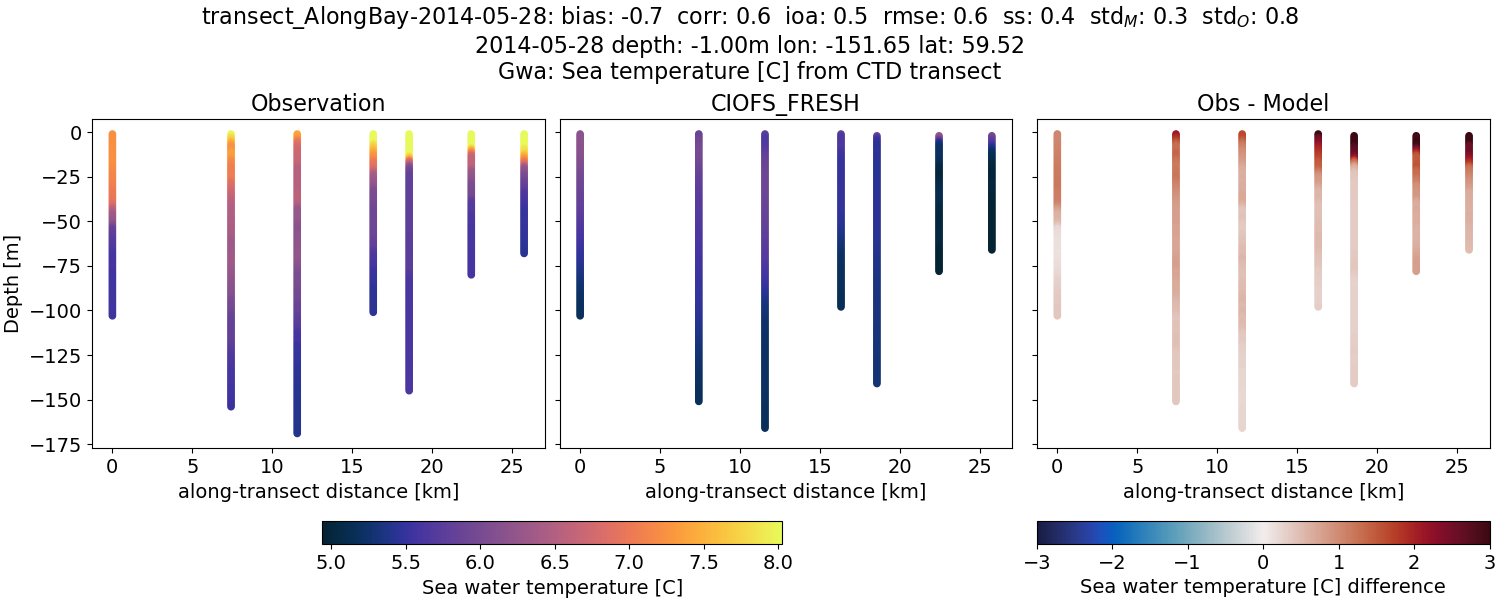 transect_AlongBay-2014-05-28: bias: -0.7 corr: 0.6 ioa: 0.5 rmse: 0.6 ss: 0.4 std_M: 0.3 std_O: 0.8
2014-05-28 depth: -1.00m lon: -151.65 lat: 59.52
Gwa: Sea temperature [C] from CTD transect
Observation
CIOFS_FRESH
Obs - Model
Depth [m]
0
−25
−50
−75
−100
−125
−150
−175
0 5 10 15 20 25
0 5 10 15 20 25
0 5 10 15 20 25
along-transect distance [km]
along-transect distance [km]
along-transect distance [km]
5.0 5.5 6.0 6.5 7.0 7.5 8.0
Sea water temperature [C]
−3 −2 −1 0 1 2 3
Sea water temperature [C] difference